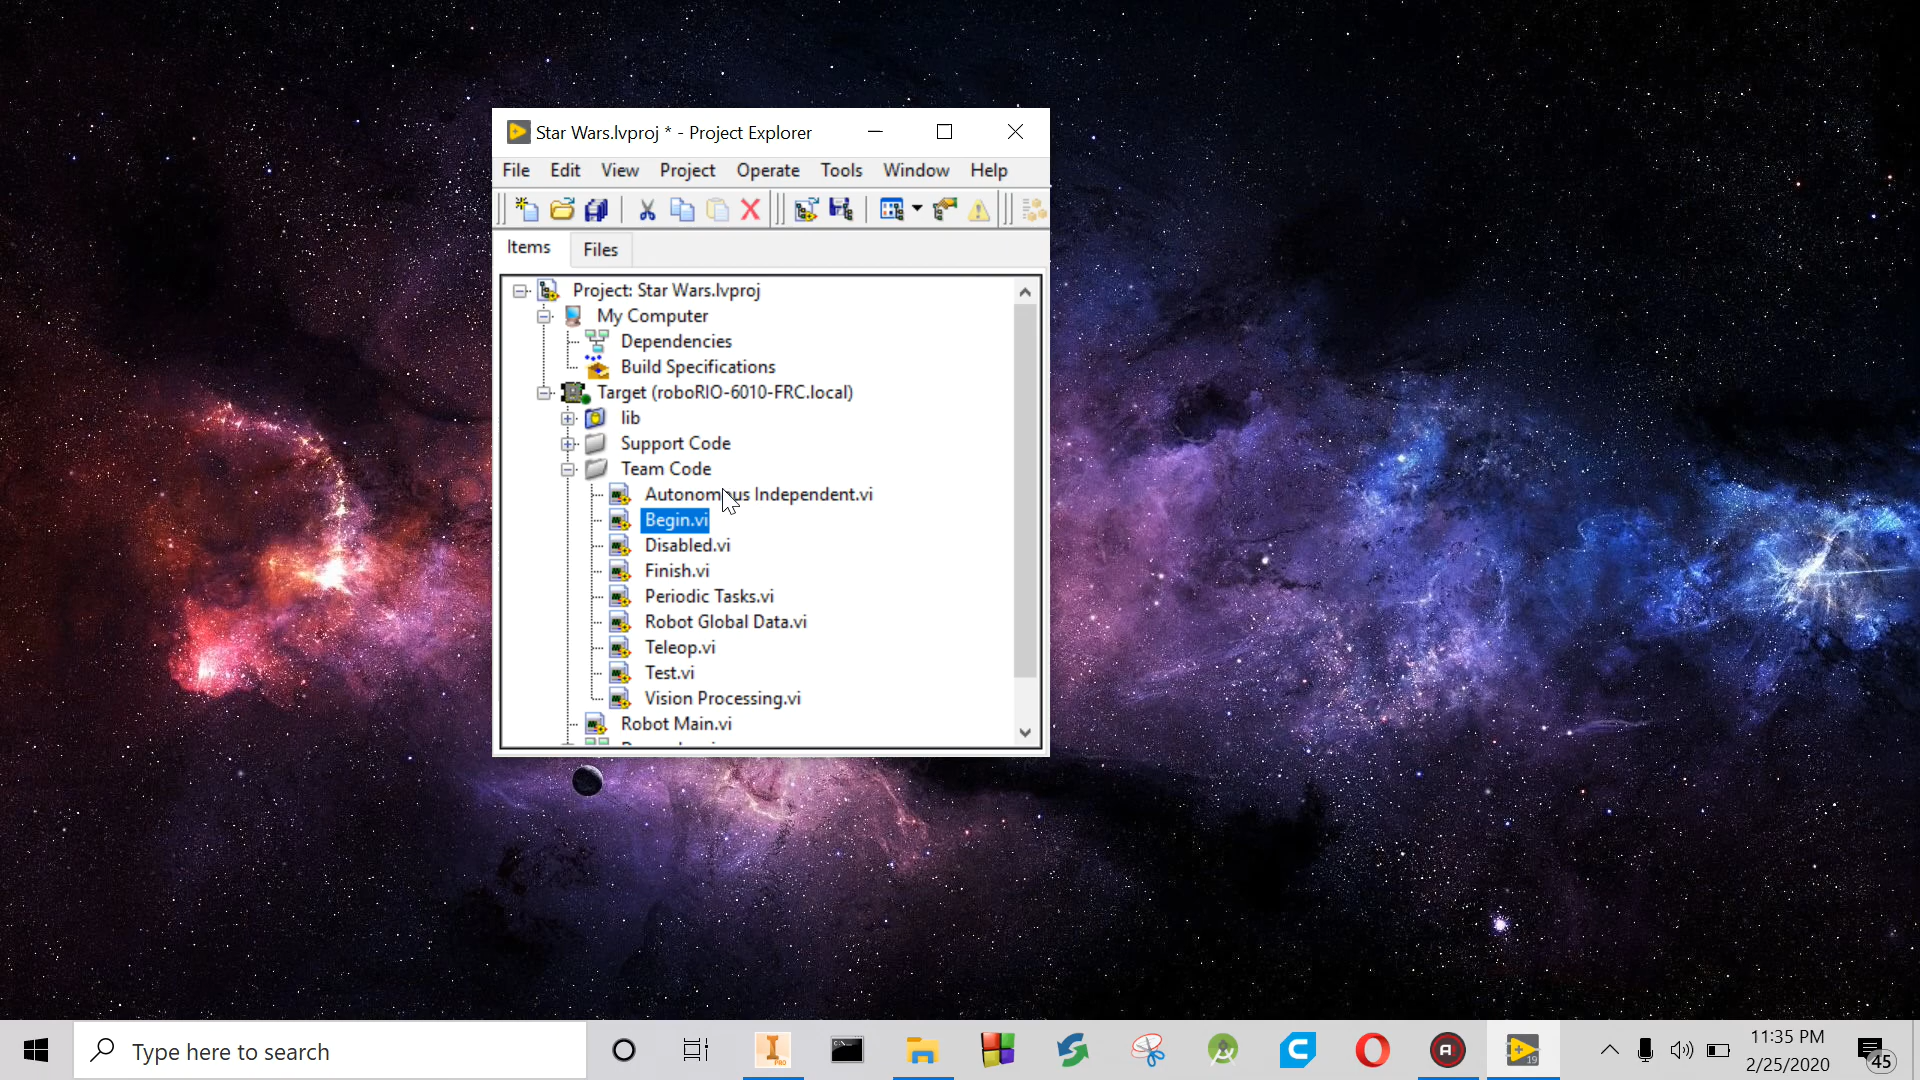 Star Wars.lvproj * - Project Explorer
File Edit View Project Operate Tools Window Help
Items Files
Project: Star Wars.lvproj
My Computer
Dependencies
Build Specifications
Target (roboRIO-6010-FRC.local)
lib
Support Code
Team Code
Autonomous Independent.vi
Begin.vi
Disabled.vi
Finish.vi
Periodic Tasks.vi
Robot Global Data.vi
Teleop.vi
Test.vi
Vision Processing.vi
Robot Main.vi
Type here to search
PRO
19
11:35 PM
2/25/2020
45